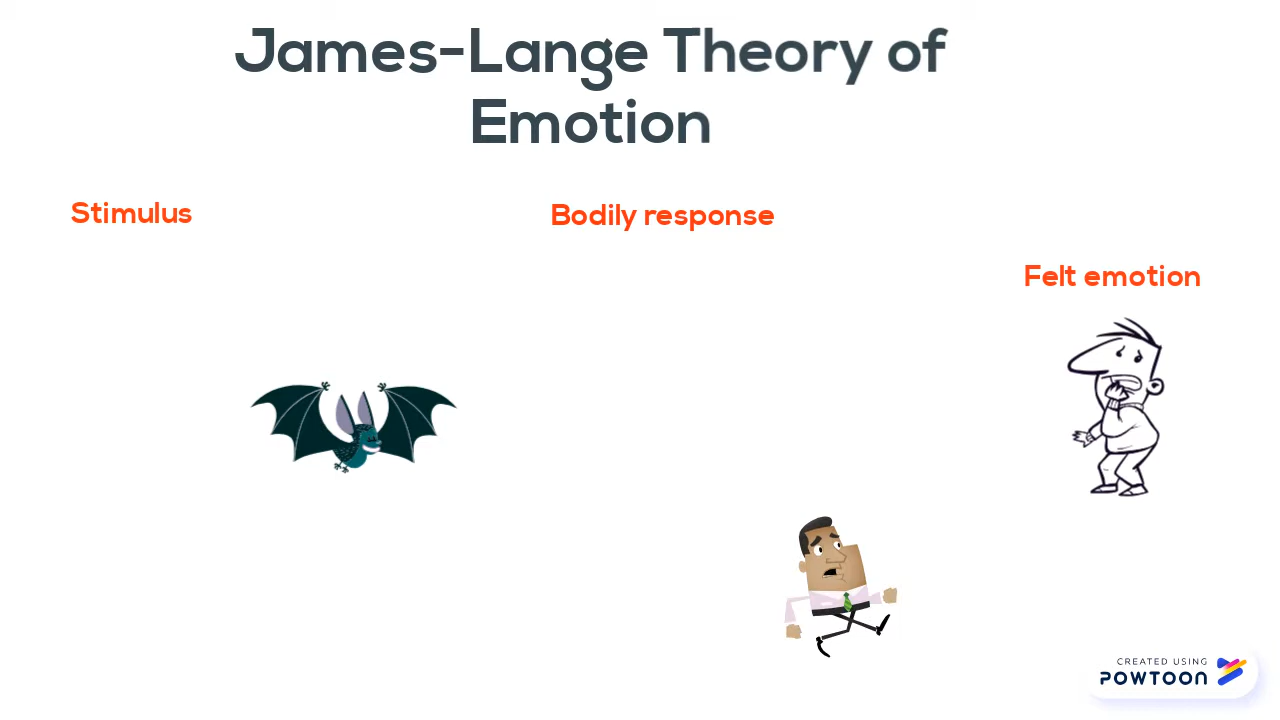 James-Lange Theory of
Emotion
Stimulus
Bodily response
Felt emotion
CREATED USING
POWTOON